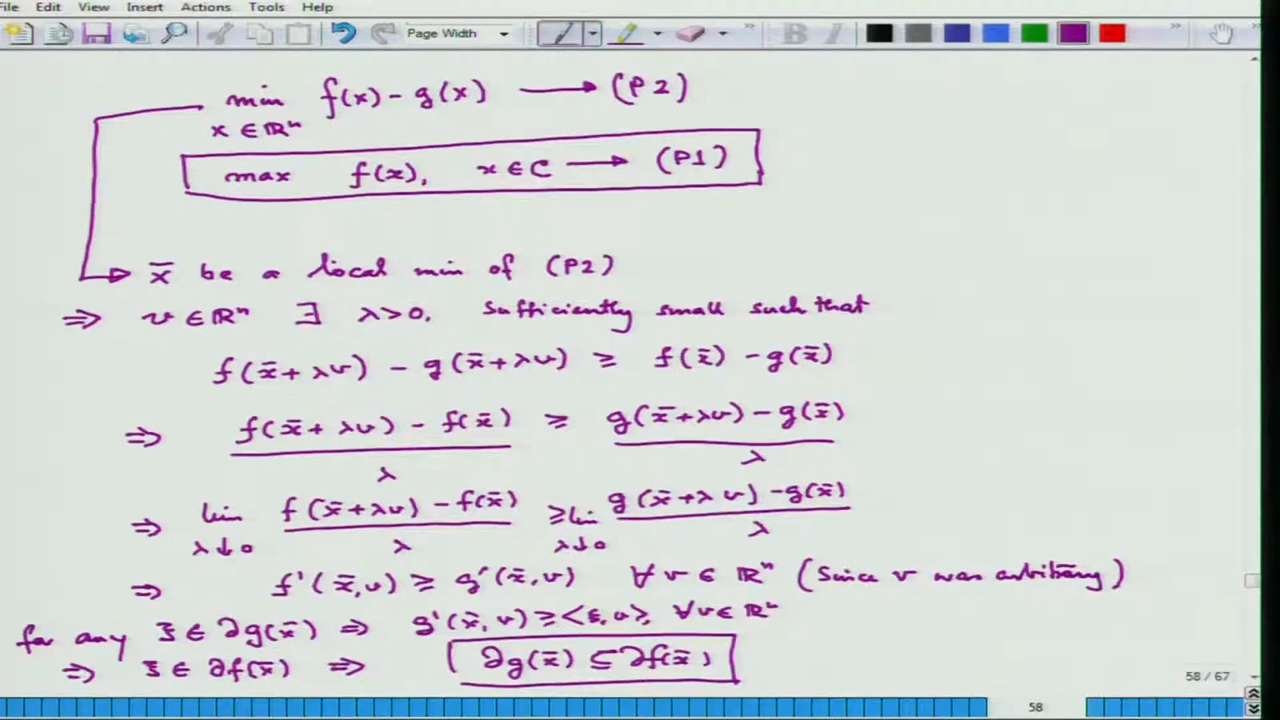 File Edit View Insert Actions Tools Help
Page Width
min f(x) - g(x) ⟶ (P2)
x ∈ ℝⁿ
max f(x), x ∈ C ⟶ (P1)
x̄ be a local min of (P2)
⇒ v ∈ ℝⁿ ∃ λ>0. Sufficiently small such that
f(x̄+λv) - g(x̄+λv) ≥ f(x̄) - g(x̄)
⇒ f(x̄+λv) - f(x̄) / λ ≥ g(x̄+λv) - g(x̄) / λ
⇒ lim λ↓0 f(x̄+λv) - f(x̄) / λ ≥ lim λ↓0 g(x̄+λv) - g(x̄) / λ
⇒ f'(x̄,v) ≥ g'(x̄,v) ∀ v ∈ ℝⁿ (Since v was arbitrary)
for any ξ ∈ ∂g(x̄) ⇒ g'(x̄,v) ≥ <ξ,v>, ∀v∈ℝⁿ
⇒ ξ ∈ ∂f(x̄) ⇒ ∂g(x̄) ⊆ ∂f(x̄)
58 / 67
58